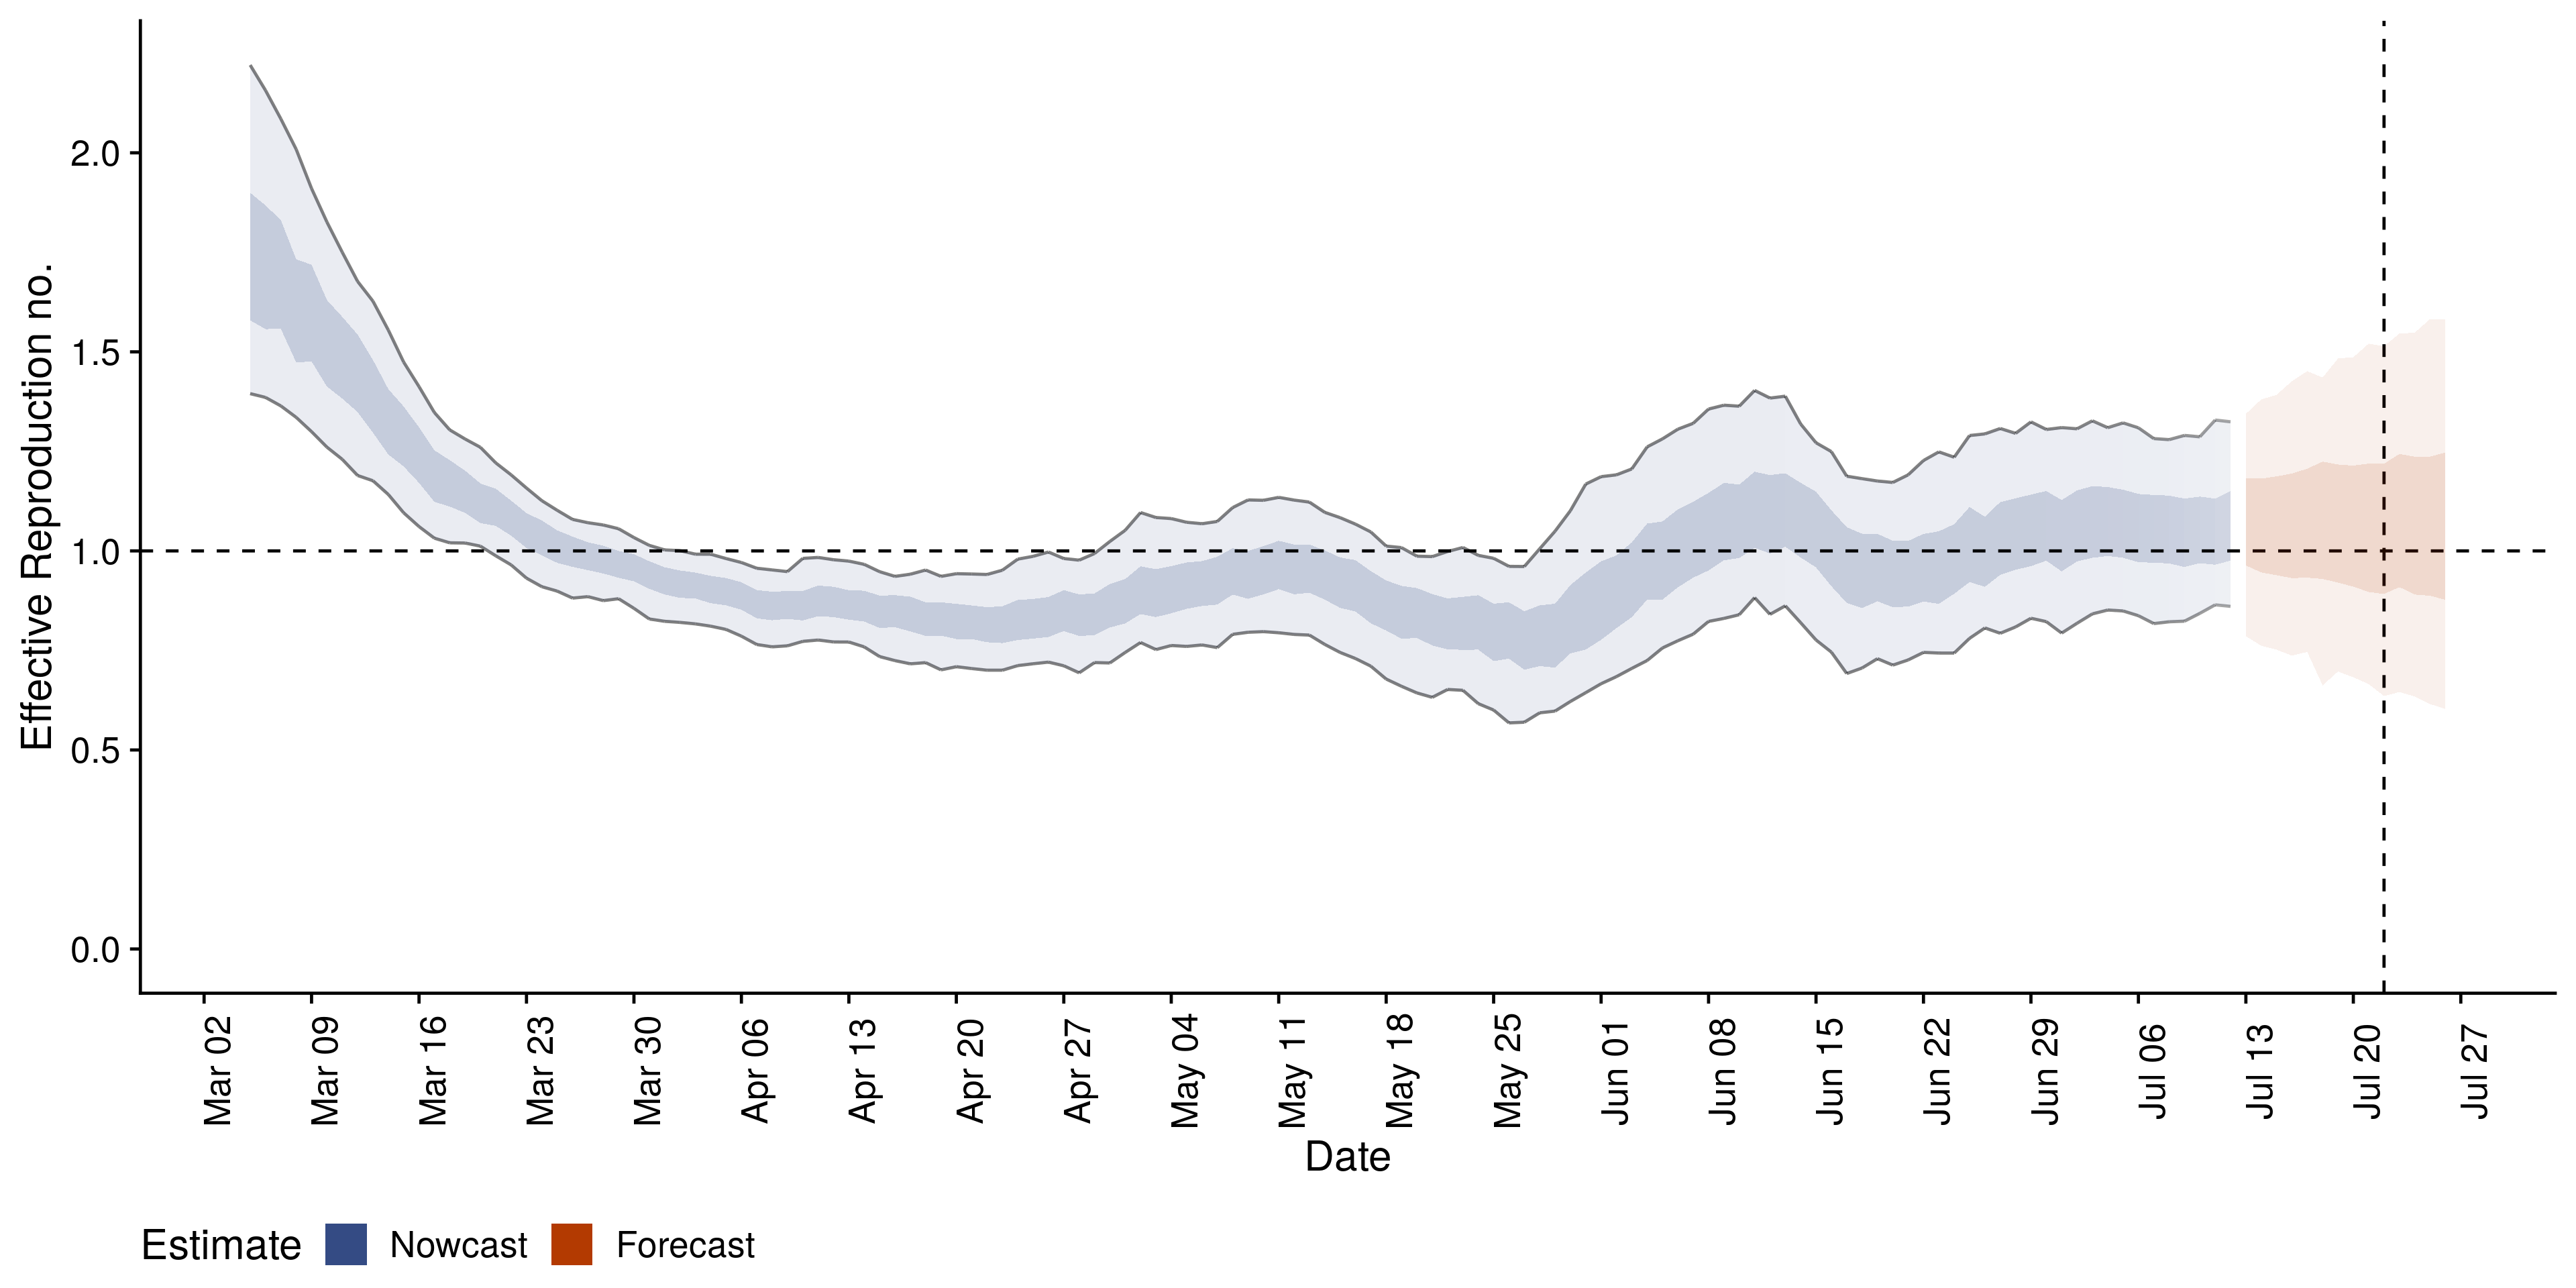 Effective Reproduction no.
2.0
1.5
1.0
0.5
0.0
Mar 02
Mar 09
Mar 16
Mar 23
Mar 30
Apr 06
Apr 13
Apr 20
Apr 27
May 04
May 11
May 18
May 25
Jun 01
Jun 08
Jun 15
Jun 22
Jun 29
Jul 06
Jul 13
Jul 20
Jul 27
Date
Estimate Nowcast Forecast